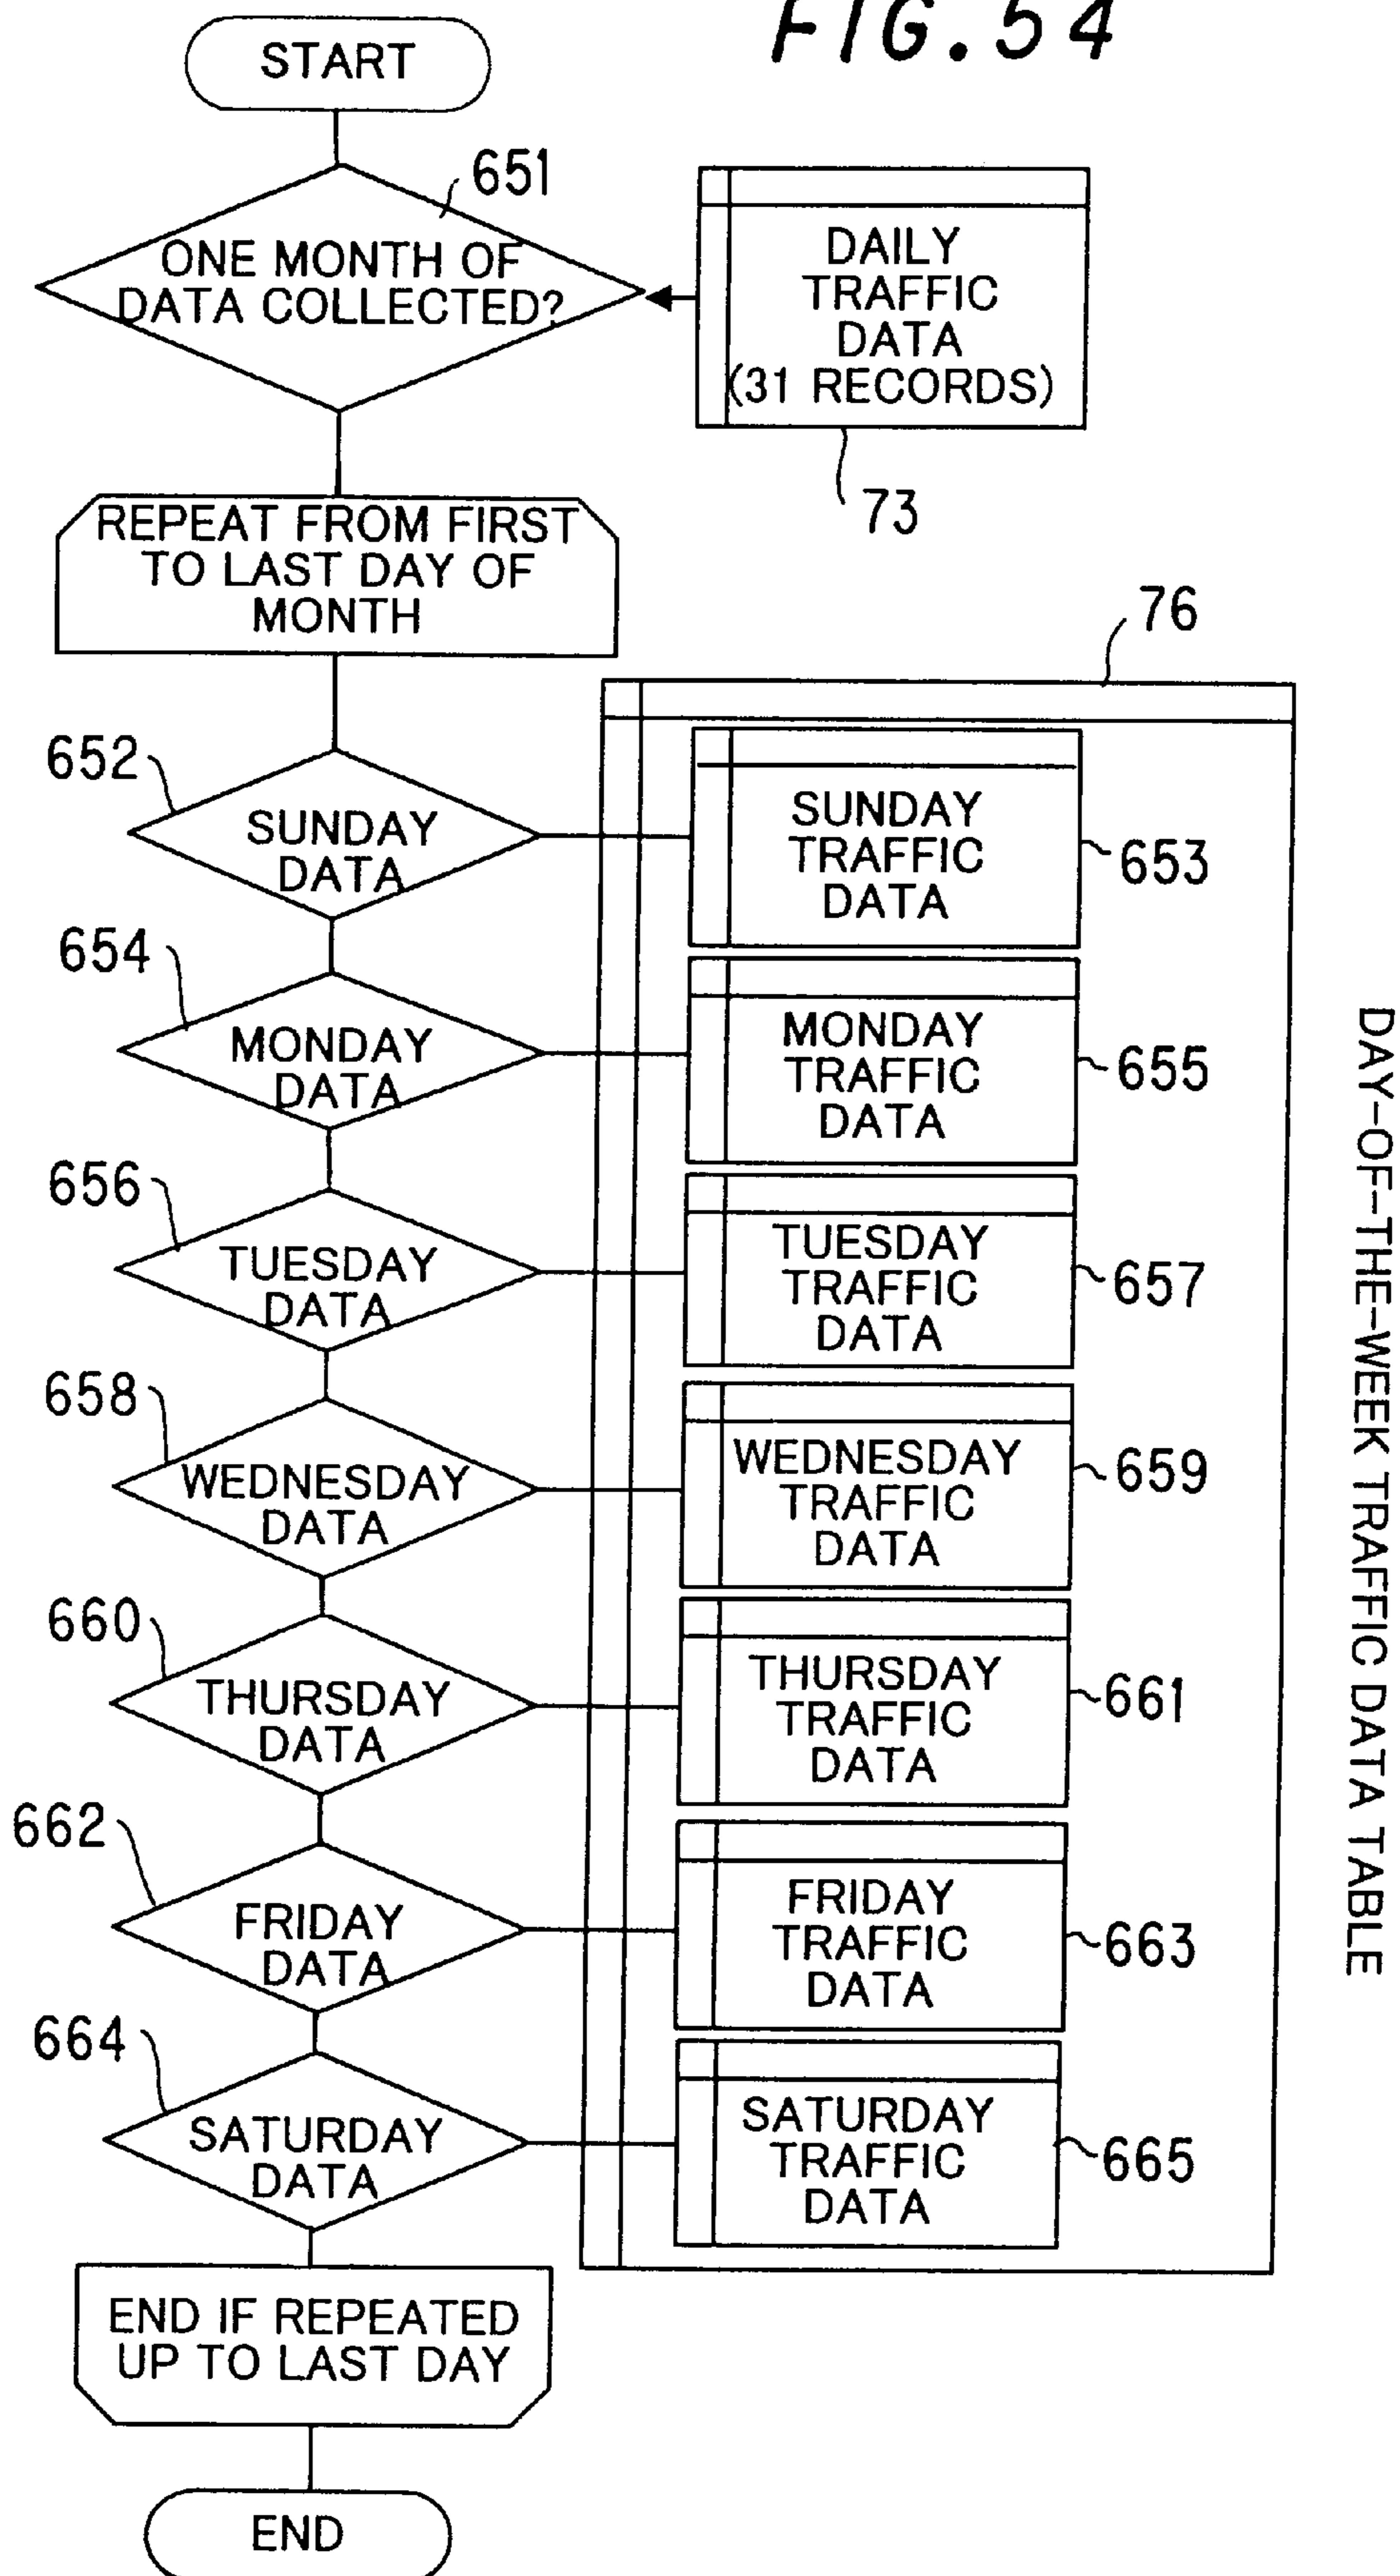 FIG. 54
START
651
ONE MONTH OF
DATA COLLECTED?
DAILY
TRAFFIC
DATA
(31 RECORDS)
73
REPEAT FROM FIRST
TO LAST DAY OF
MONTH
76
652
SUNDAY
DATA
SUNDAY
TRAFFIC
DATA
653
654
MONDAY
DATA
MONDAY
TRAFFIC
DATA
655
656
TUESDAY
DATA
TUESDAY
TRAFFIC
DATA
657
658
WEDNESDAY
DATA
WEDNESDAY
TRAFFIC
DATA
659
660
THURSDAY
DATA
THURSDAY
TRAFFIC
DATA
661
662
FRIDAY
DATA
FRIDAY
TRAFFIC
DATA
663
664
SATURDAY
DATA
SATURDAY
TRAFFIC
DATA
665
DAY-OF-THE-WEEK TRAFFIC DATA TABLE
END IF REPEATED
UP TO LAST DAY
END